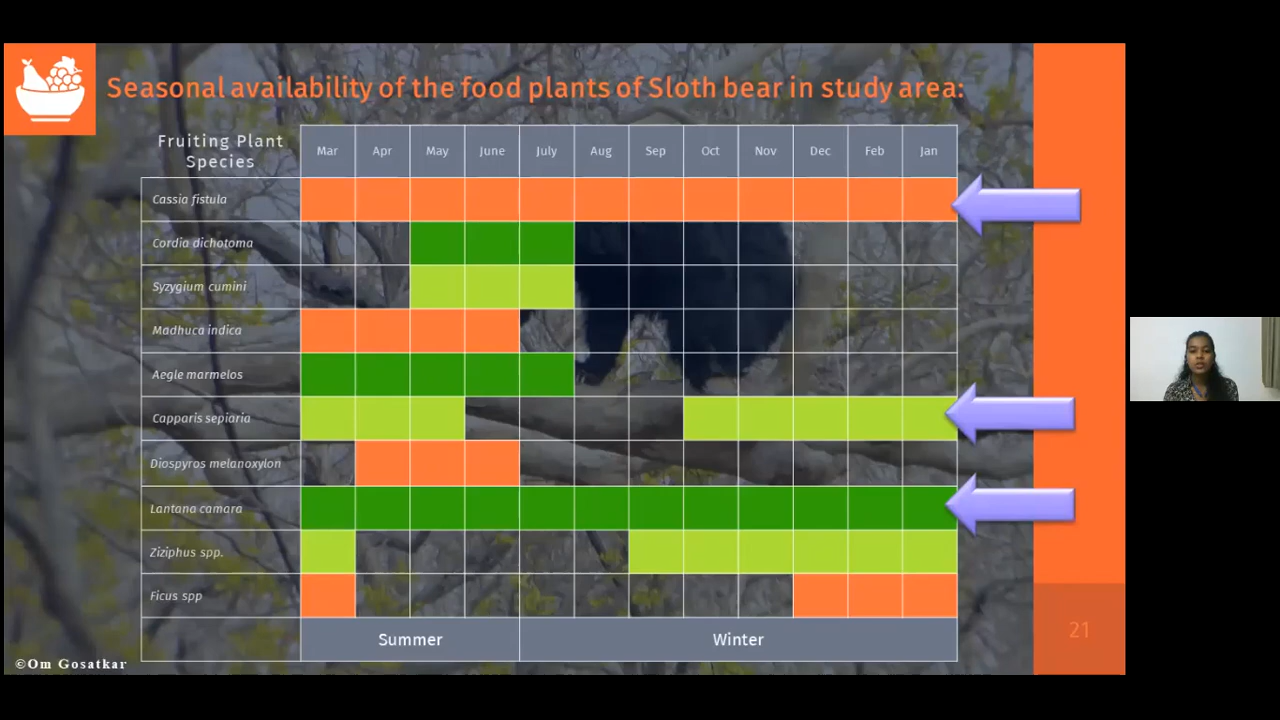 Seasonal availability of the food plants of Sloth bear in study area:
Fruiting Plant
Species
Mar Apr May June July Aug Sep Oct Nov Dec Feb Jan
Cassia fistula
Cordia dichotoma
Syzygium cumini
Madhuca indica
Aegle marmelos
Capparis sepiaria
Diospyros melanoxylon
Lantana camara
Ziziphus spp.
Ficus spp
Summer Winter
21
©Om Gosatkar